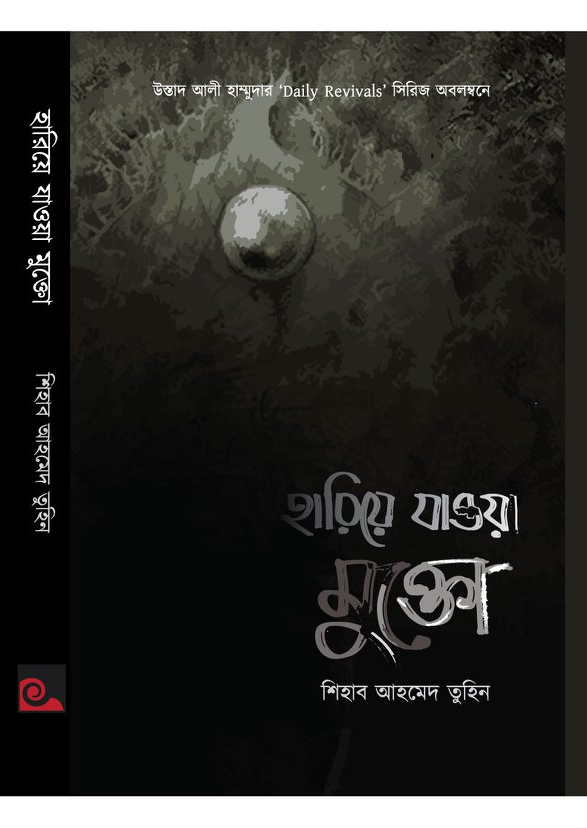 উস্তাদ আলী হাম্মুদার ‘Daily Revivals’ সিরিজ অবলম্বনে
হারিয়ে যাওয়া
মুক্তো
শিহাব আহমেদ তুহিন
হারিয়ে যাওয়া মুক্তো
শিহাব আহমেদ তুহিন